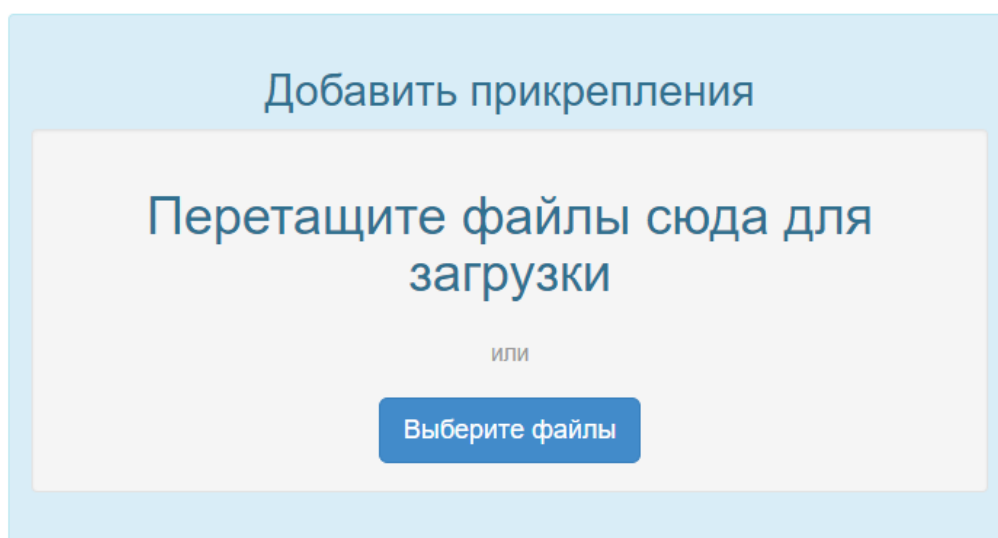 Добавить прикрепления
Перетащите файлы сюда для
загрузки
или
Выберите файлы